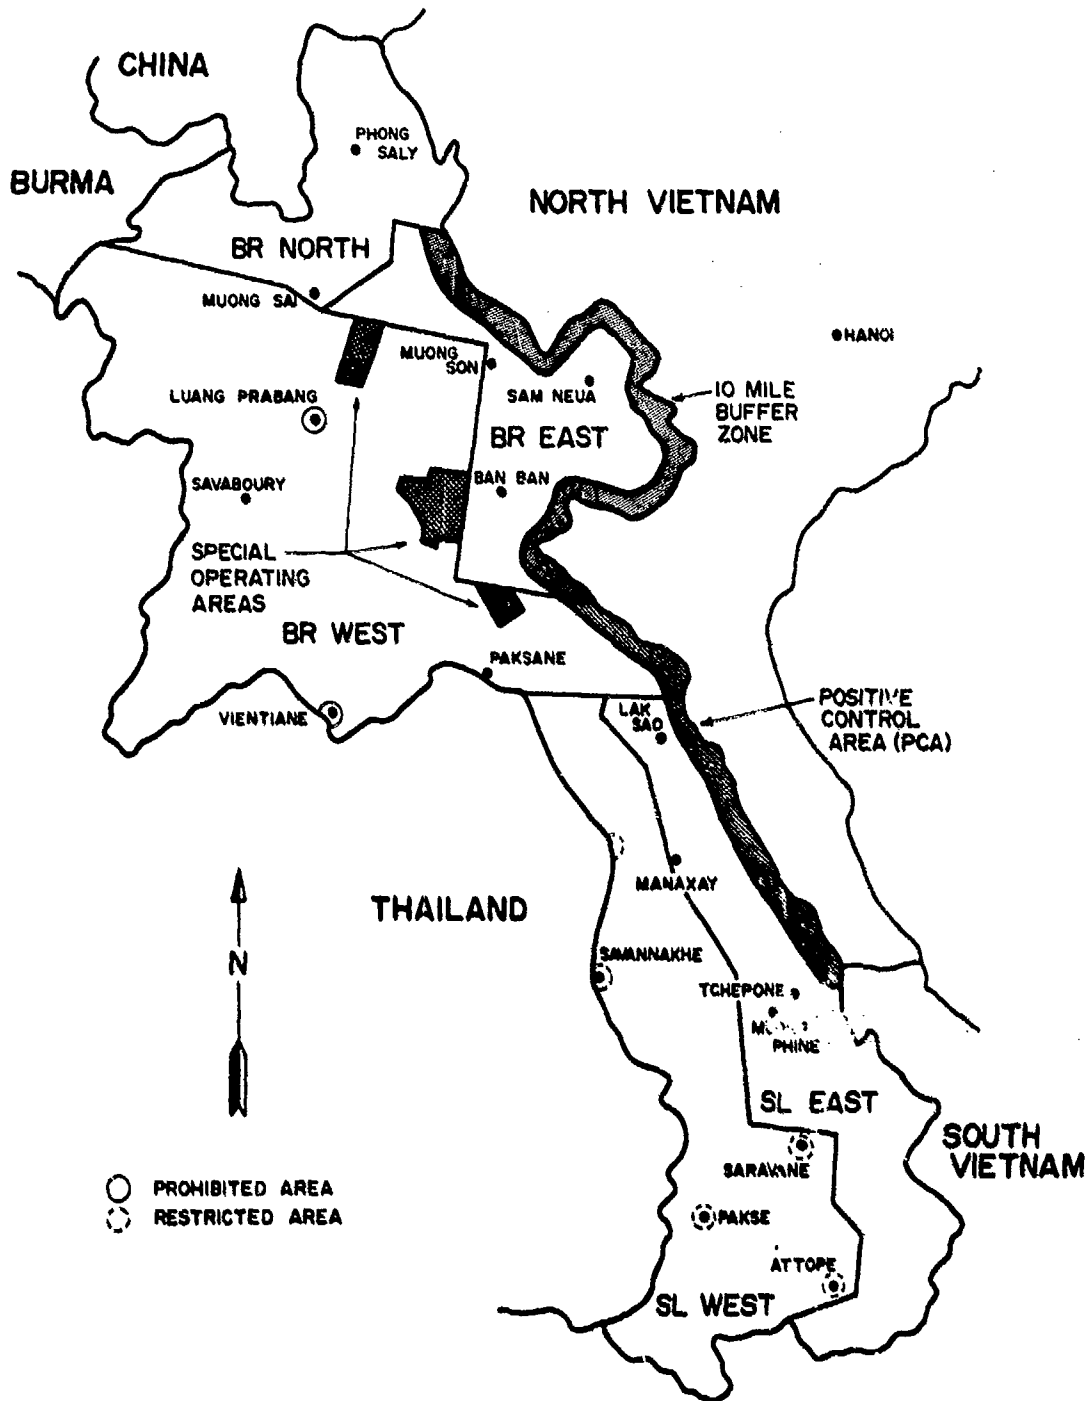 CHINA
PHONG
SALY
BURMA
NORTH VIETNAM
BR NORTH
MUONG SAI
HANOI
MUONG
SON
SAM NEUA
10 MILE
BUFFER
ZONE
LUANG PRABANG
BR EAST
BAN BAN
SAVABOURY
SPECIAL
OPERATING
AREAS
BR WEST
PAKSANE
VIENTIANE
LAK
SAO
POSITIVE
CONTROL
AREA (PCA)
MANAXAY
THAILAND
N
SAVANNAKHE
TCHEPONE
PHINE
SL EAST
SOUTH
VIETNAM
SARAVANE
PROHIBITED AREA
RESTRICTED AREA
PAKSE
ATTOPE
SL WEST